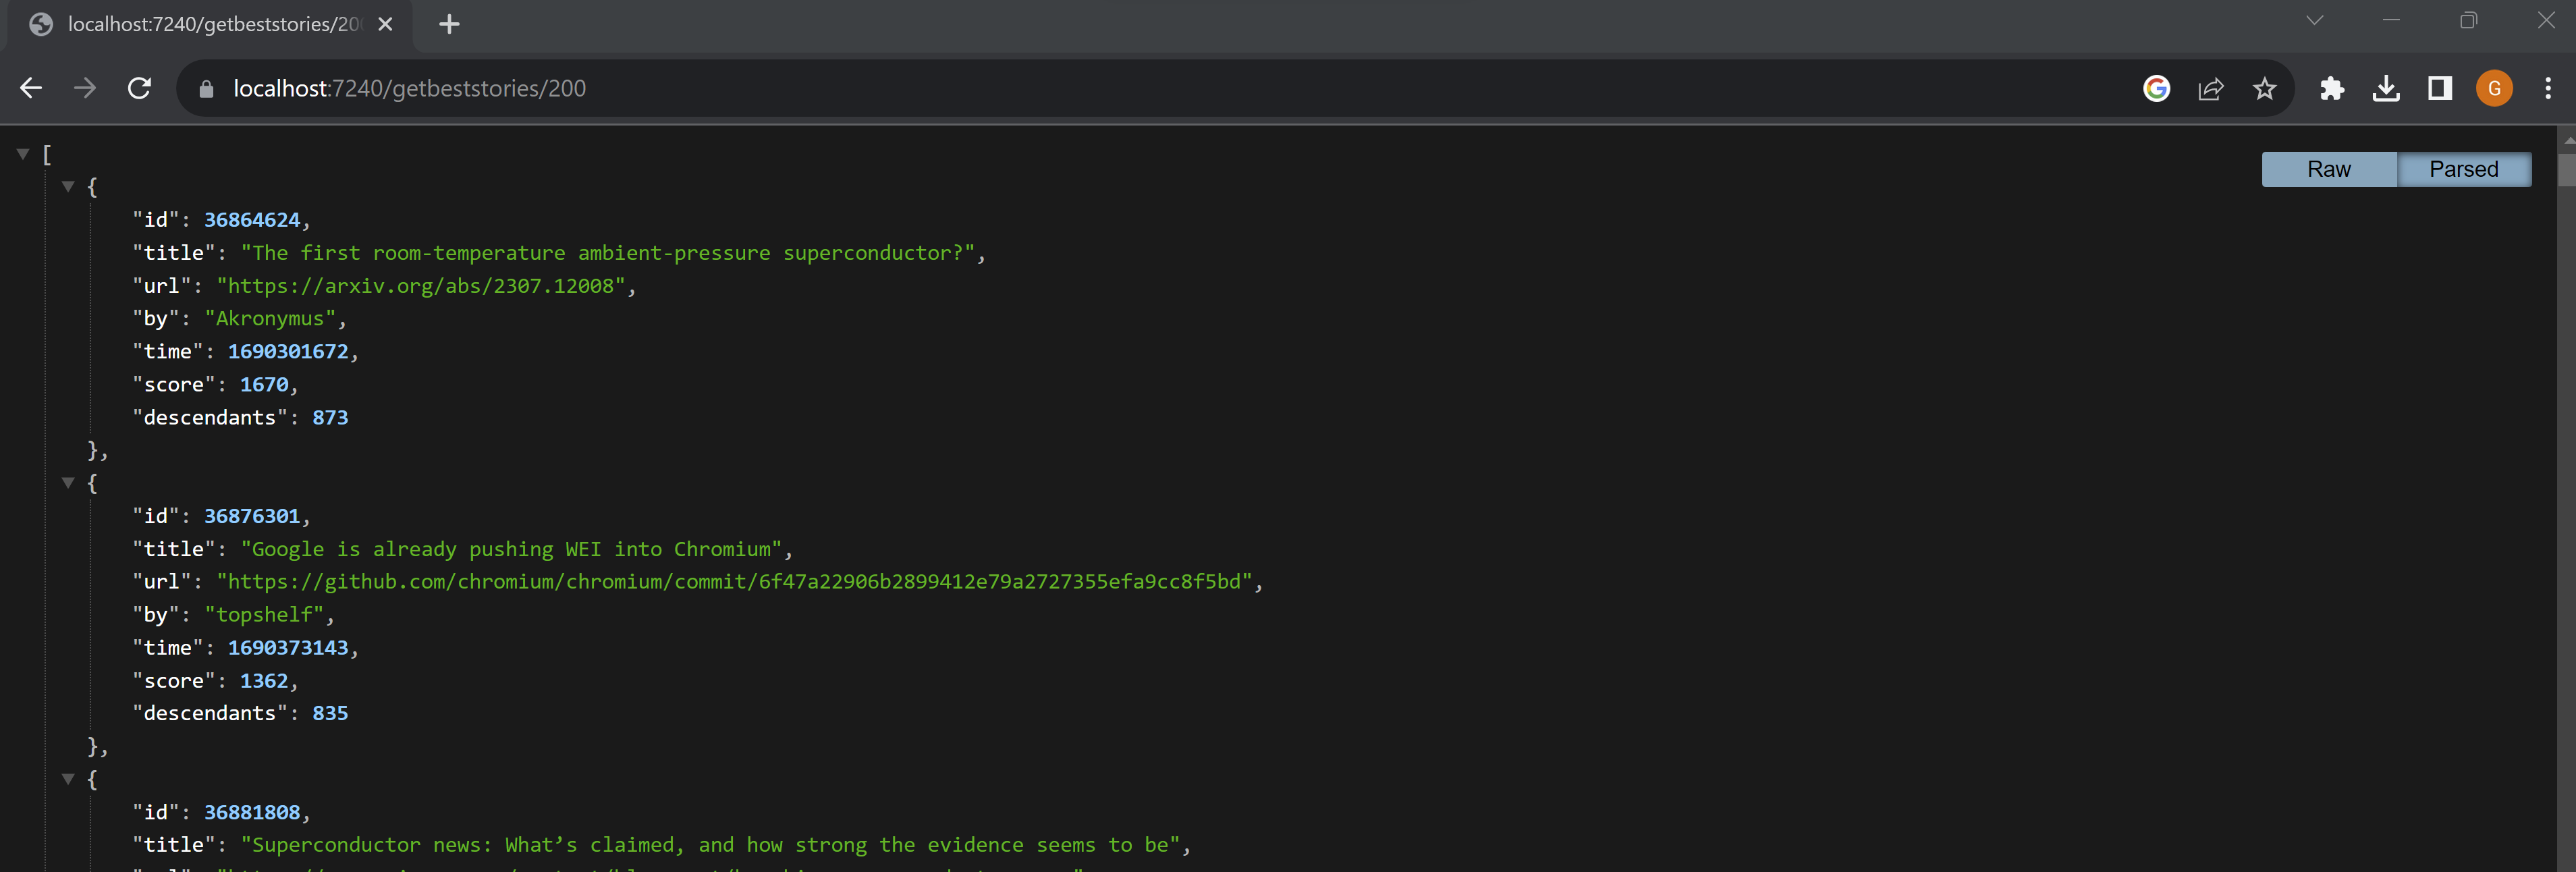 localhost:7240/getbeststories/20
localhost:7240/getbeststories/200
G
Raw
Parsed
[
{
"id": 36864624,
"title": "The first room-temperature ambient-pressure superconductor?",
"url": "https://arxiv.org/abs/2307.12008",
"by": "Akronymus",
"time": 1690301672,
"score": 1670,
"descendants": 873
},
{
"id": 36876301,
"title": "Google is already pushing WEI into Chromium",
"url": "https://github.com/chromium/chromium/commit/6f47a22906b2899412e79a2727355efa9cc8f5bd",
"by": "topshelf",
"time": 1690373143,
"score": 1362,
"descendants": 835
},
{
"id": 36881808,
"title": "Superconductor news: What’s claimed, and how strong the evidence seems to be",